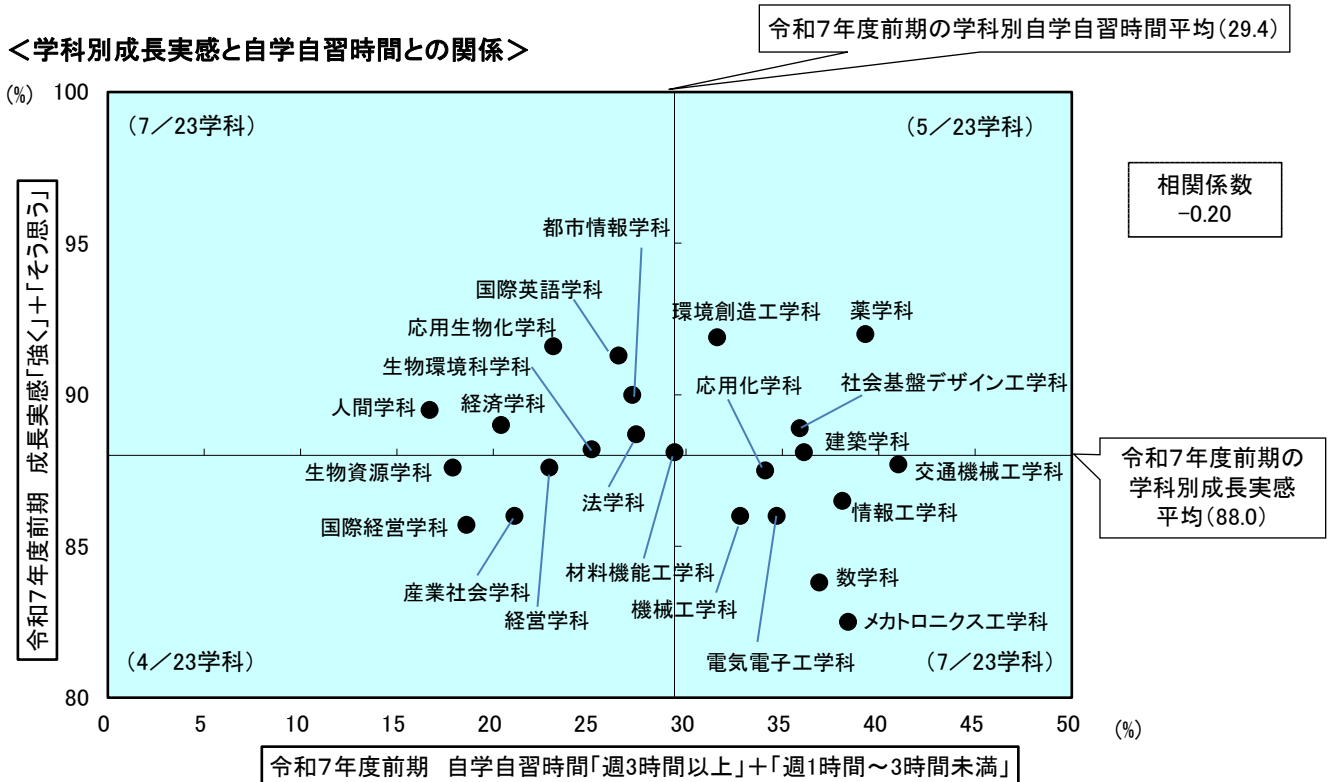 ＜学科別成長実感と自学自習時間との関係＞
令和7年度前期の学科別自学自習時間平均(29.4)
(%)
100
95
90
85
80
令和7年度前期 成長実感「強く」+「そう思う」
(7／23学科)
(5／23学科)
相関係数
-0.20
都市情報学科
国際英語学科
環境創造工学科
薬学科
応用生物化学科
生物環境科学科
応用化学科
社会基盤デザイン工学科
人間学科
経済学科
建築学科
生物資源学科
交通機械工学科
令和7年度前期の
学科別成長実感
平均(88.0)
法学科
情報工学科
国際経営学科
材料機能工学科
数学科
産業社会学科
機械工学科
経営学科
メカトロニクス工学科
電気電子工学科
(4／23学科)
(7／23学科)
0 5 10 15 20 25 30 35 40 45 50 (%)
令和7年度前期 自学自習時間「週3時間以上」+「週1時間～3時間未満」